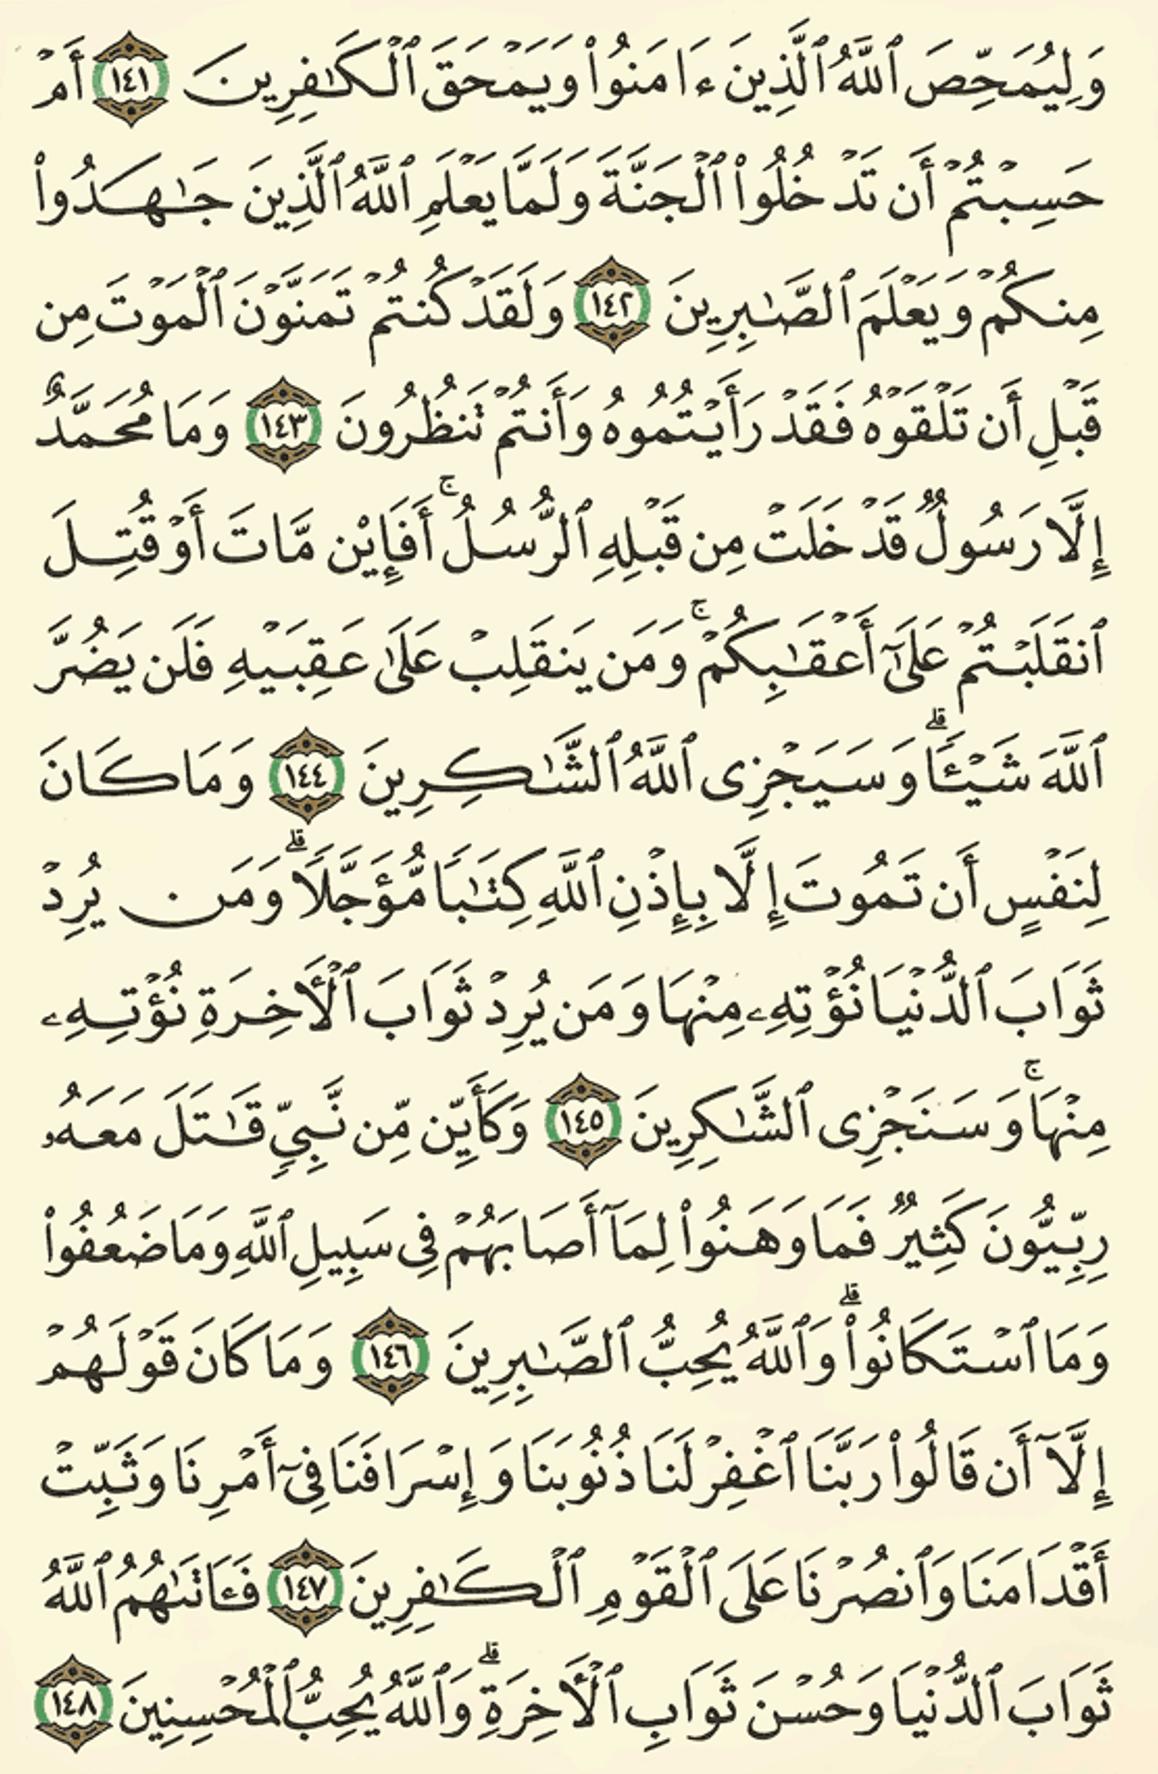 وَلِيُمَحِّصَ ٱللَّهُ ٱلَّذِينَ ءَامَنُوا۟ وَيَمْحَقَ ٱلْكَـٰفِرِينَ ١٤١ أَمْ
حَسِبْتُمْ أَن تَدْخُلُوا۟ ٱلْجَنَّةَ وَلَمَّا يَعْلَمِ ٱللَّهُ ٱلَّذِينَ جَـٰهَدُوا۟
مِنكُمْ وَيَعْلَمَ ٱلصَّـٰبِرِينَ ١٤٢ وَلَقَدْ كُنتُمْ تَمَنَّوْنَ ٱلْمَوْتَ مِن
قَبْلِ أَن تَلْقَوْهُ فَقَدْ رَأَيْتُمُوهُ وَأَنتُمْ تَنظُرُونَ ١٤٣ وَمَا مُحَمَّدٌ
إِلَّا رَسُولٌ قَدْ خَلَتْ مِن قَبْلِهِ ٱلرُّسُلُ ۚ أَفَإِي۟ن مَّاتَ أَوْ قُتِلَ
ٱنقَلَبْتُمْ عَلَىٰٓ أَعْقَـٰبِكُمْ ۚ وَمَن يَنقَلِبْ عَلَىٰ عَقِبَيْهِ فَلَن يَضُرَّ
ٱللَّهَ شَيْـًٔا ۗ وَسَيَجْزِى ٱللَّهُ ٱلشَّـٰكِرِينَ ١٤٤ وَمَا كَانَ
لِنَفْسٍ أَن تَمُوتَ إِلَّا بِإِذْنِ ٱللَّهِ كِتَـٰبًا مُّؤَجَّلًا ۗ وَمَن يُرِدْ
ثَوَابَ ٱلدُّنْيَا نُؤْتِهِۦ مِنْهَا وَمَن يُرِدْ ثَوَابَ ٱلْـَٔاخِرَةِ نُؤْتِهِۦ
مِنْهَا ۚ وَسَنَجْزِى ٱلشَّـٰكِرِينَ ١٤٥ وَكَأَيِّن مِّن نَّبِىٍّ قَـٰتَلَ مَعَهُۥ
رِبِّيُّونَ كَثِيرٌ فَمَا وَهَنُوا۟ لِمَآ أَصَابَهُمْ فِى سَبِيلِ ٱللَّهِ وَمَا ضَعُفُوا۟
وَمَا ٱسْتَكَانُوا۟ ۗ وَٱللَّهُ يُحِبُّ ٱلصَّـٰبِرِينَ ١٤٦ وَمَا كَانَ قَوْلَهُمْ
إِلَّآ أَن قَالُوا۟ رَبَّنَا ٱغْفِرْ لَنَا ذُنُوبَنَا وَإِسْرَافَنَا فِىٓ أَمْرِنَا وَثَبِّتْ
أَقْدَامَنَا وَٱنصُرْنَا عَلَى ٱلْقَوْمِ ٱلْكَـٰفِرِينَ ١٤٧ فَـَٔاتَىٰهُمُ ٱللَّهُ
ثَوَابَ ٱلدُّنْيَا وَحُسْنَ ثَوَابِ ٱلْـَٔاخِرَةِ ۗ وَٱللَّهُ يُحِبُّ ٱلْمُحْسِنِينَ ١٤٨